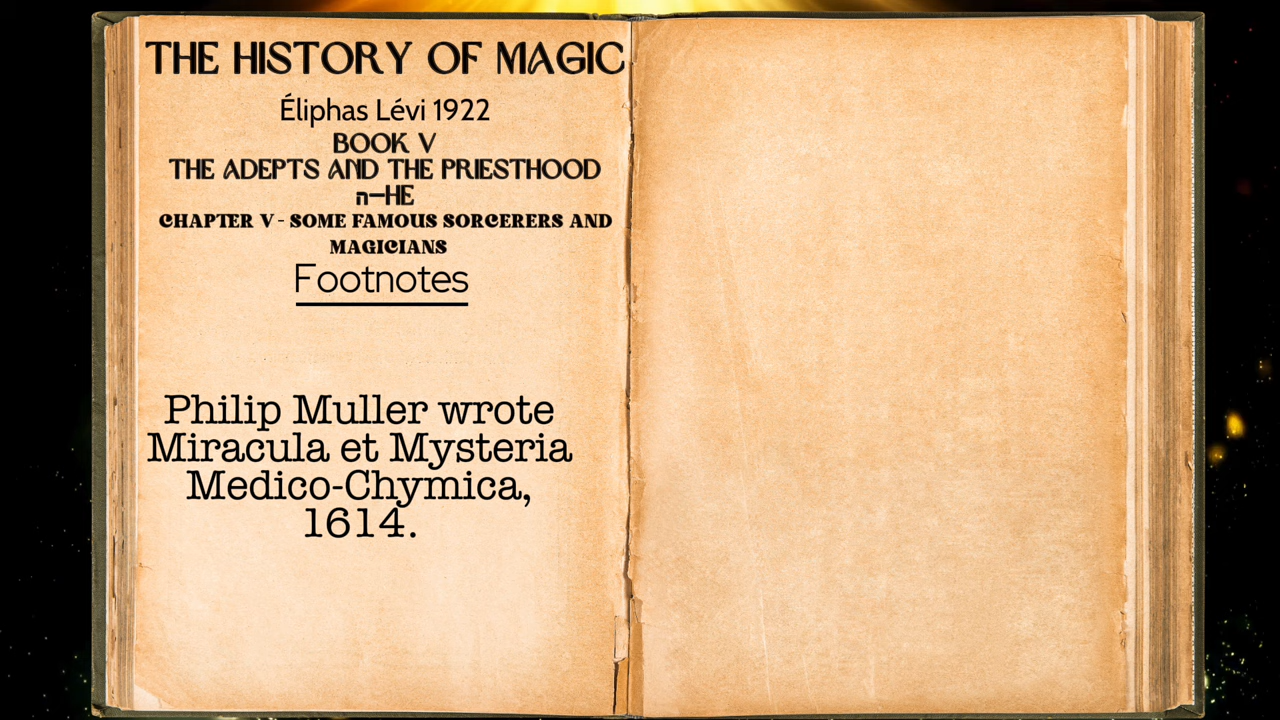 THE HISTORY OF MAGIC
Éliphas Lévi 1922
BOOK V
THE ADEPTS AND THE PRIESTHOOD
ה—HE
CHAPTER V - SOME FAMOUS SORCERERS AND
MAGICIANS
Footnotes
Philip Muller wrote
Miracula et Mysteria
Medico-Chymica,
1614.